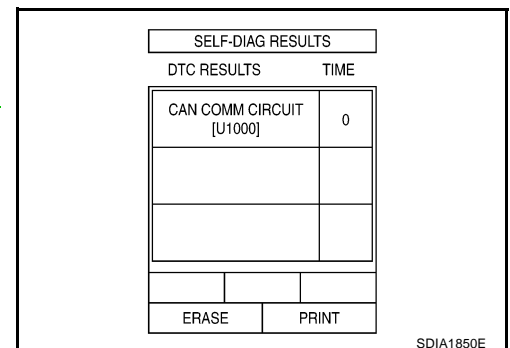 SELF-DIAG RESULTS
DTC RESULTS TIME
CAN COMM CIRCUIT 0
[U1000]
ERASE PRINT
SDIA1850E